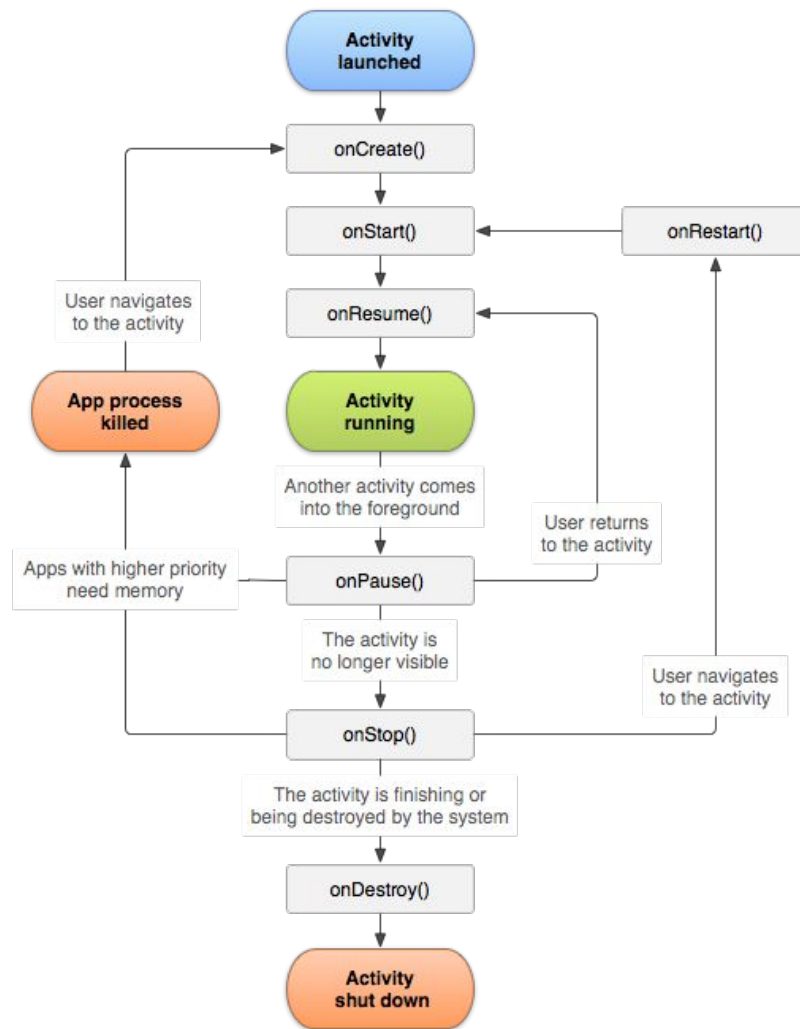 Activity
launched
onCreate()
onStart()
onRestart()
User navigates
to the activity
onResume()
App process
killed
Activity
running
Another activity comes
into the foreground
User returns
to the activity
Apps with higher priority
need memory
onPause()
The activity is
no longer visible
User navigates
to the activity
onStop()
The activity is finishing or
being destroyed by the system
onDestroy()
Activity
shut down